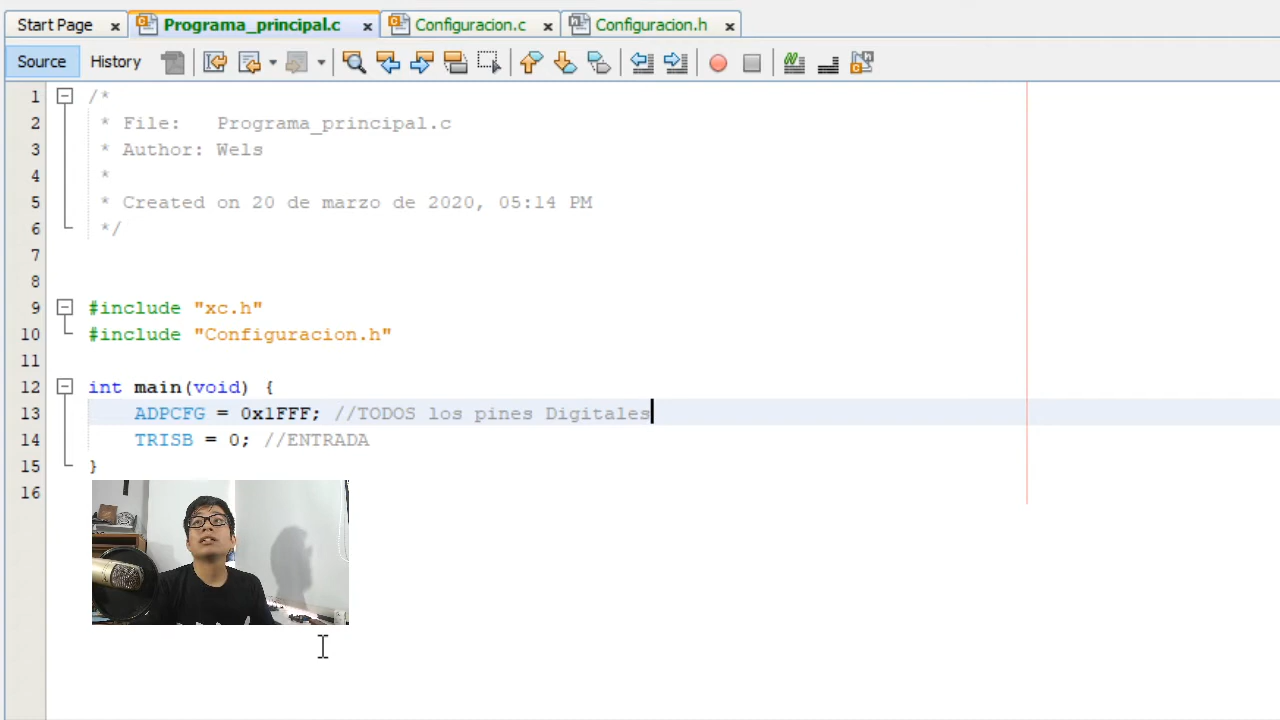 Start Page Programa_principal.c Configuracion.c Configuracion.h
Source History
1 /*
2 * File: Programa_principal.c
3 * Author: Wels
4 *
5 * Created on 20 de marzo de 2020, 05:14 PM
6 */
7
8
9 #include "xc.h"
10 #include "Configuracion.h"
11
12 int main(void) {
13 ADPCFG = 0x1FFF; //TODOS los pines Digitales
14 TRISB = 0; //ENTRADA
15 }
16